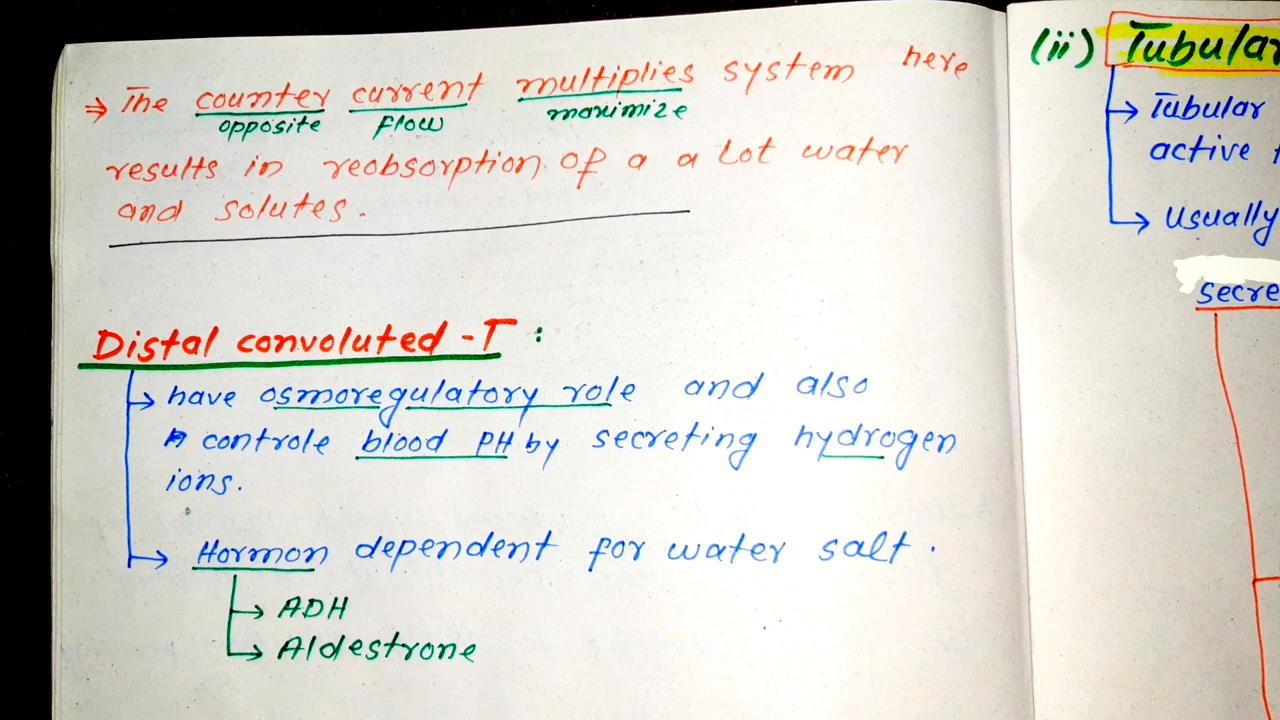 ⇒ The counter current multiplies system here
opposite flow maximize
results in reobsorption of a a lot water
and solutes.
Distal convoluted -T :
→ have osmoregulatory role and also
controle blood PH by secreting hydrogen
ions.
→ Hormon dependent for water salt.
→ ADH
→ Aldestrone
(ii) Tubular
→ Tubular
active
→ Usually
Secre